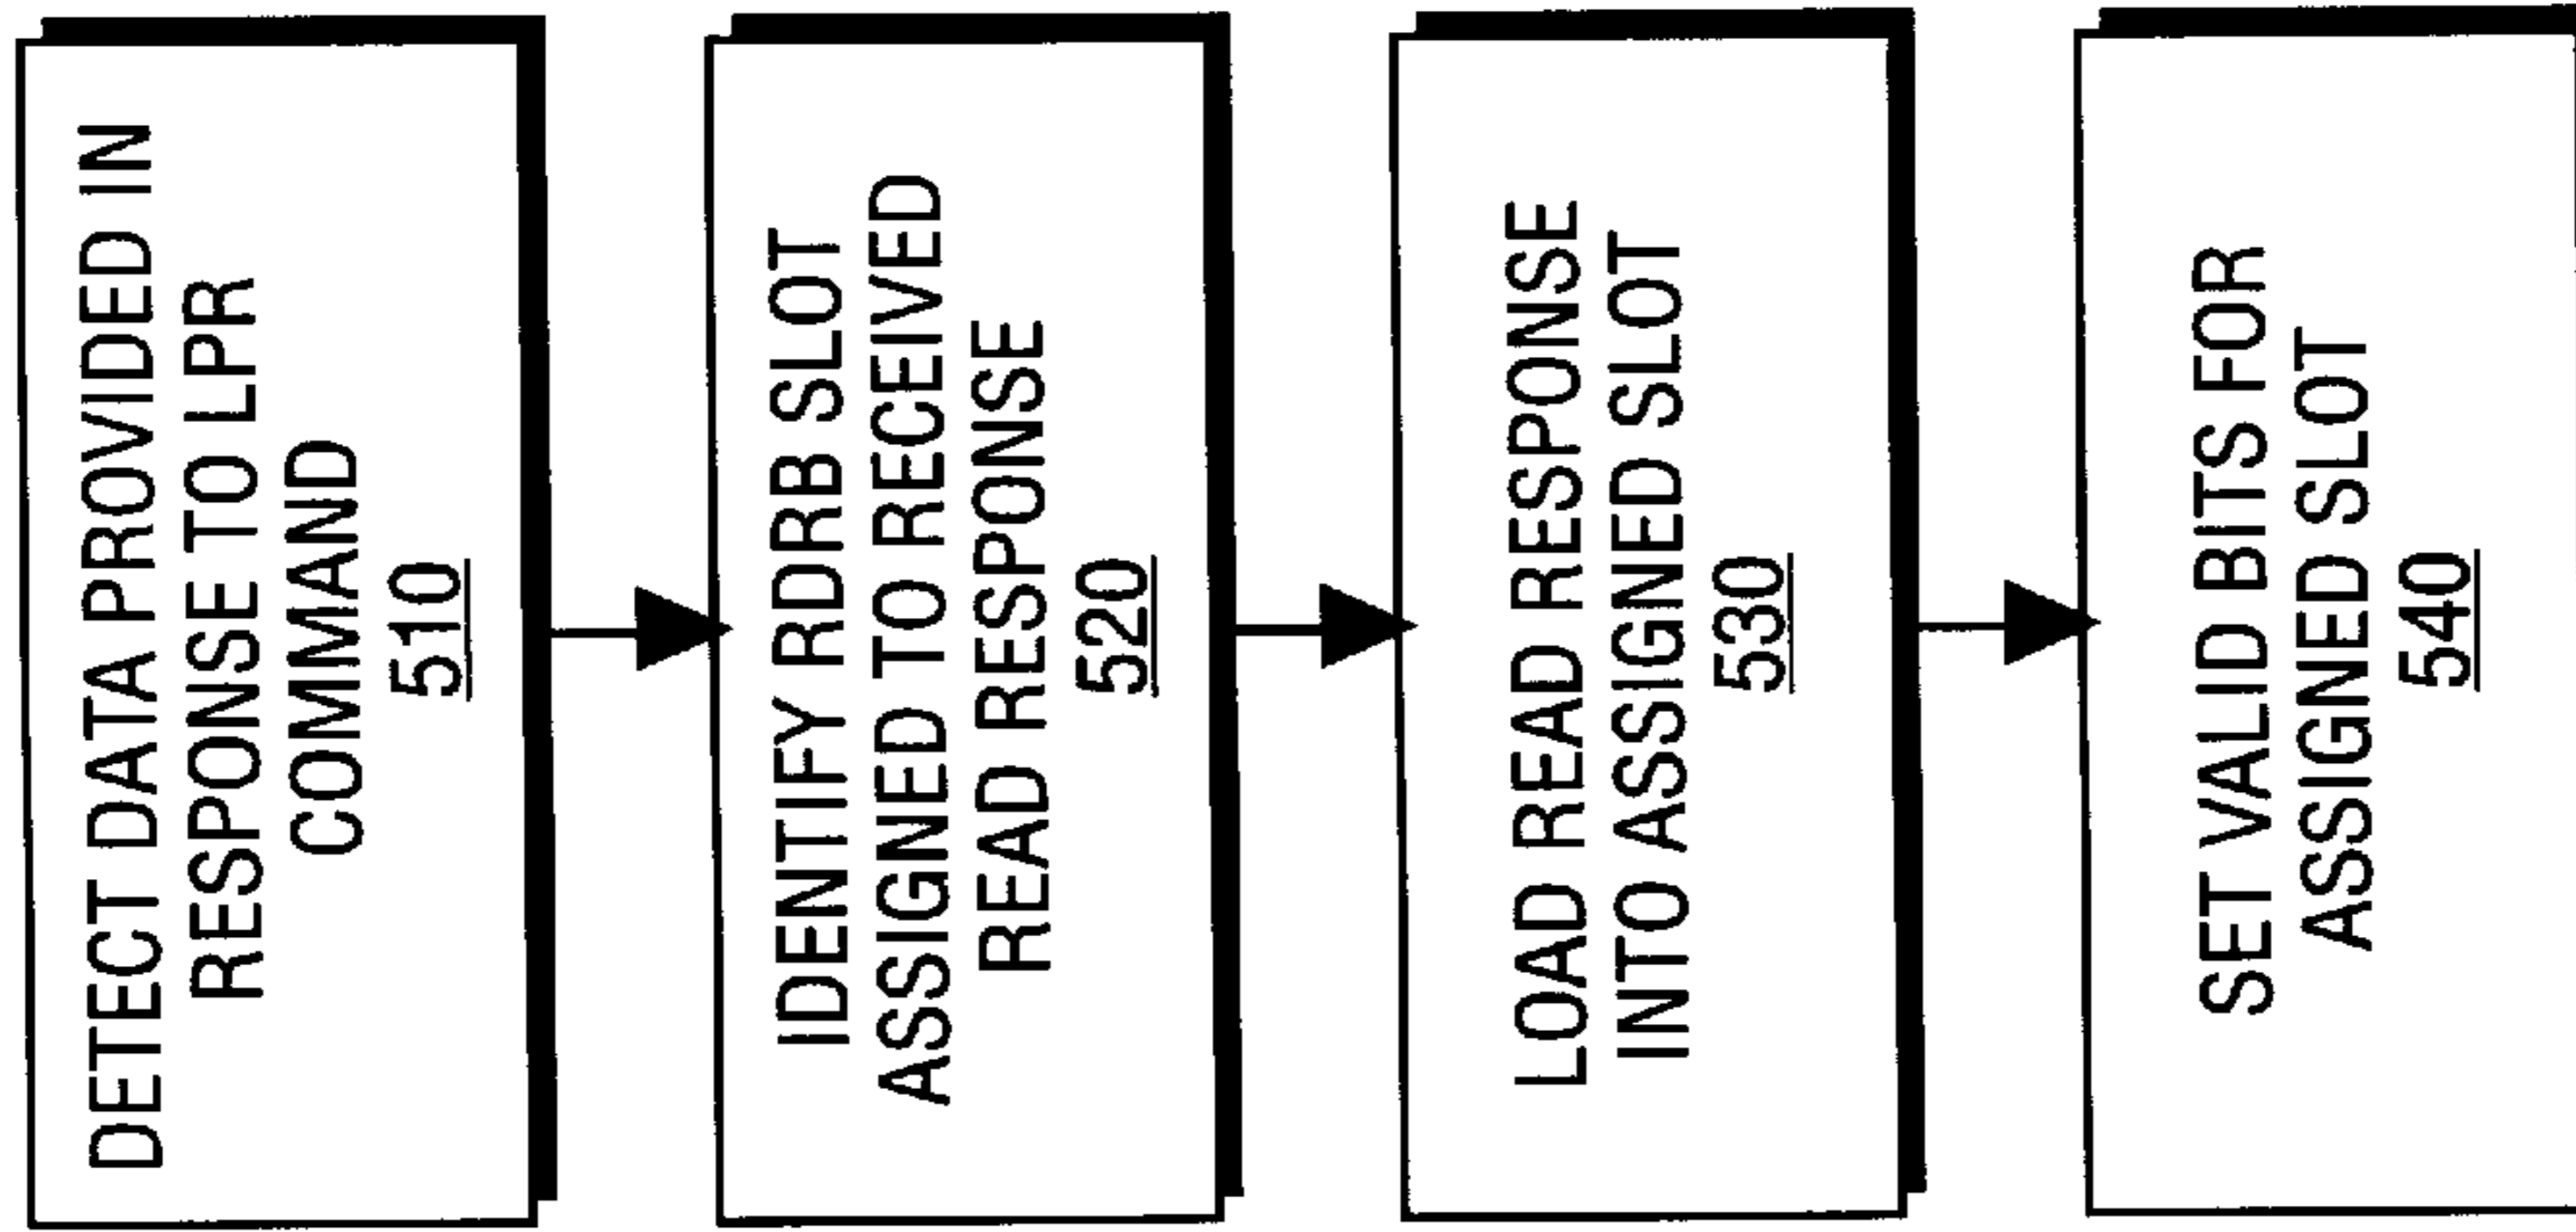 DETECT DATA PROVIDED IN
RESPONSE TO LPR
COMMAND
510
IDENTIFY RDRB SLOT
ASSIGNED TO RECEIVED
READ RESPONSE
520
LOAD READ RESPONSE
INTO ASSIGNED SLOT
530
SET VALID BITS FOR
ASSIGNED SLOT
540